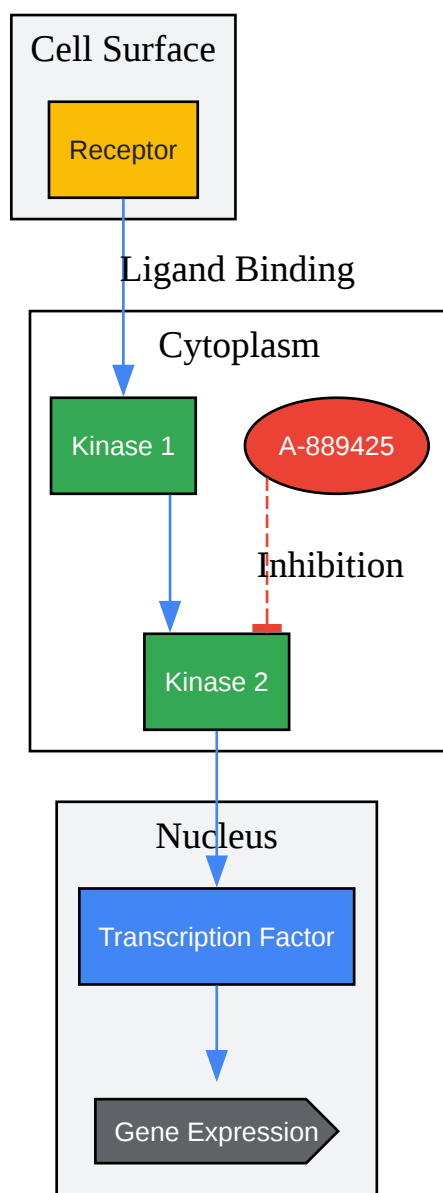 Cell Surface
Receptor
Ligand Binding
Cytoplasm
Kinase 1
A-889425
Inhibition
Kinase 2
Nucleus
Transcription Factor
Gene Expression